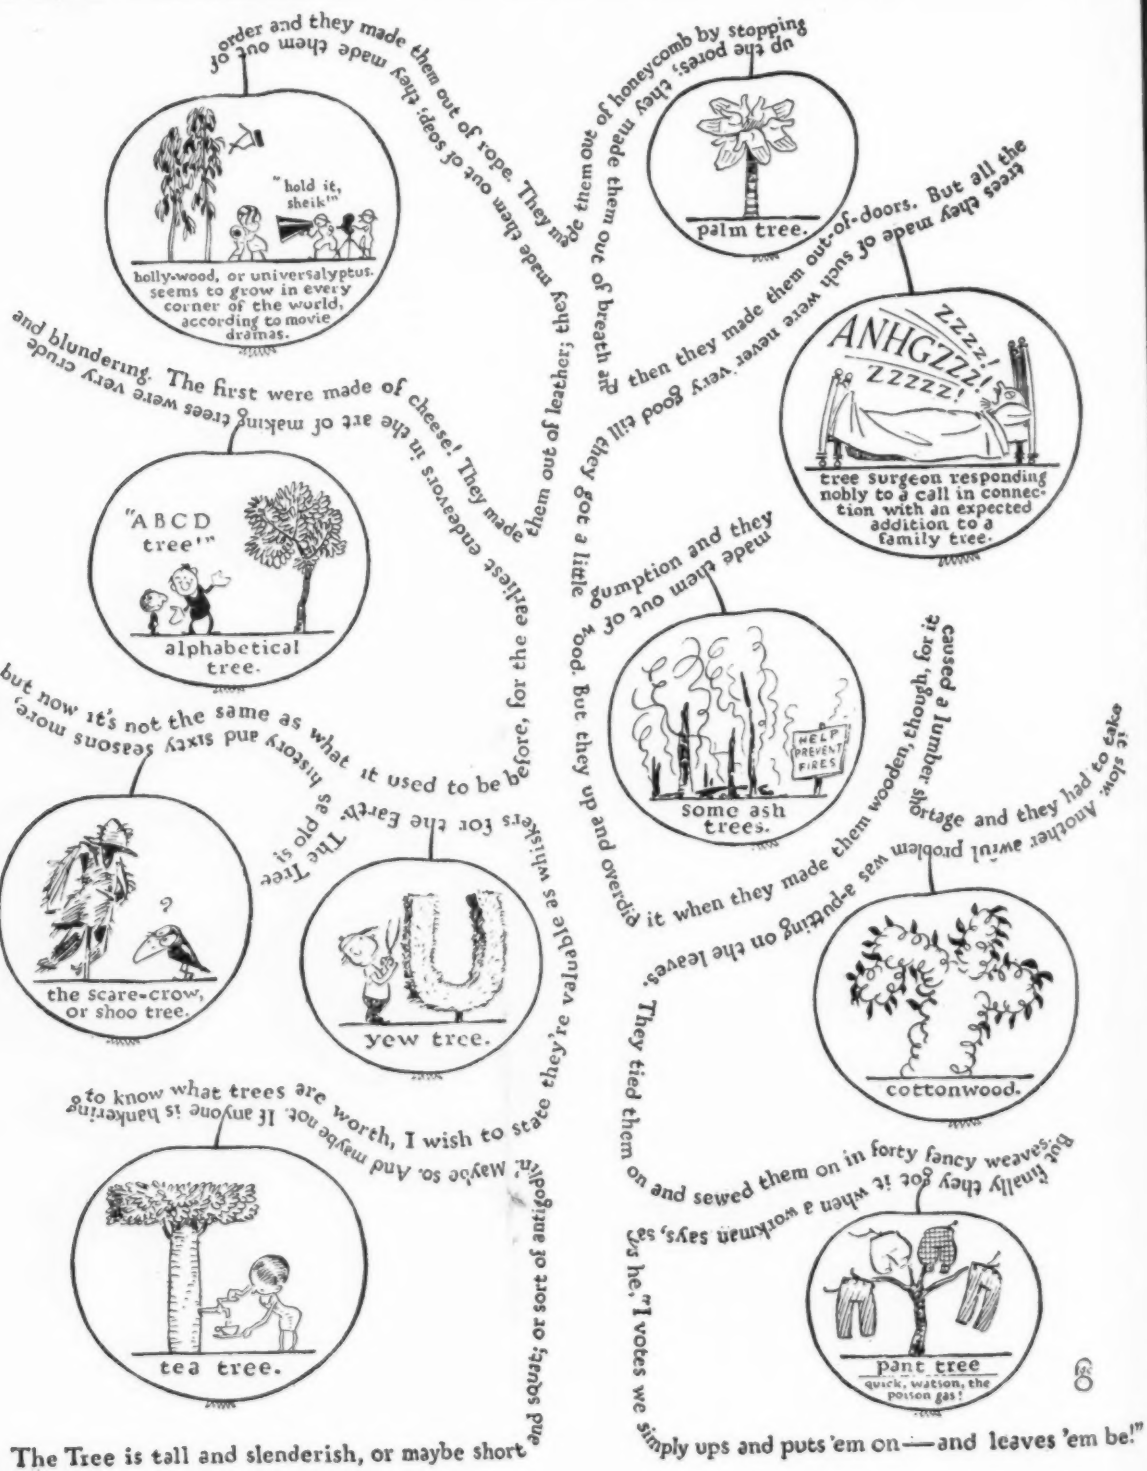 The Tree is tall and slenderish, or maybe short
and squat; or sort of antigoglin.
Maybe so. And maybe not. If anyone is hankering
to know what trees are worth, I wish to state
they're valuable as whiskers for the Earth.
The Tree is old as history and sixty seasons more,
but now it's not the same as what it used to be
before, for the earliest endeavors in the art of making trees were very crude
and blundering. The first were made of cheese! They made
them out of leather; they made them out of soap; they made them out of
order and they made them out of rope. They made them out of honeycomb by stopping
up the pores; they made them out of breath and
then they made them out-of-doors. But all the
trees they made of such were never very good till they got a little
gumption and they
made them out of
wood. But they up and overdid
it when they made them wooden, though, for it
caused a lumber shortage and they had to take
it slow. Another awful problem was a-putting on the leaves.
They tied them on and sewed them on in forty fancy weaves,
But finally they got it when a workman says, says
he, "I votes we simply ups and puts 'em on—and leaves 'em be!"
"hold it,
sheik!"
holly-wood, or universalyptus.
seems to grow in every
corner of the world,
according to movie
dramas.
palm tree.
ANHGZZZ!
ZZZZ!
ZZZZZ!
tree surgeon responding
nobly to a call in connec-
tion with an expected
addition to a
family tree.
"A B C D
tree!"
alphabetical
tree.
HELP
PREVENT
FIRES
some ash
trees.
?
the scare-crow,
or shoo tree.
U
yew tree.
cottonwood.
tea tree.
pant tree
quick, watson, the
poison gas!